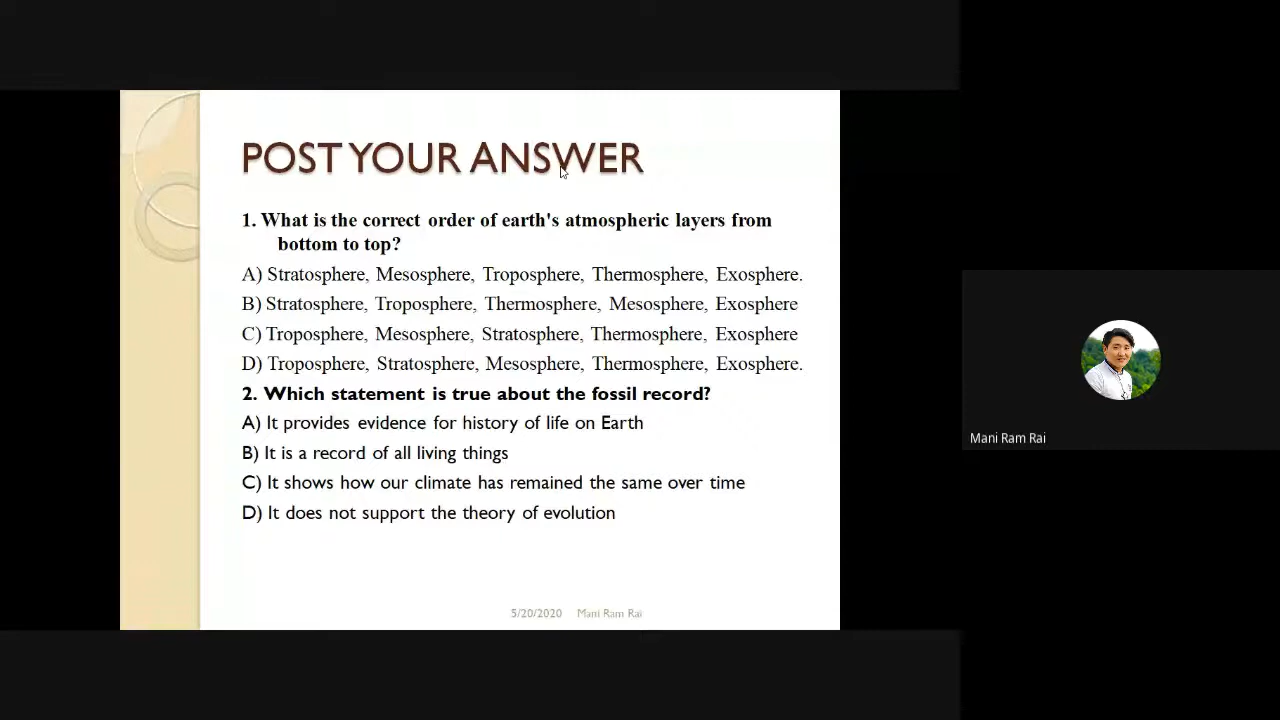 POST YOUR ANSWER
1. What is the correct order of earth's atmospheric layers from
bottom to top?
A) Stratosphere, Mesosphere, Troposphere, Thermosphere, Exosphere.
B) Stratosphere, Troposphere, Thermosphere, Mesosphere, Exosphere
C) Troposphere, Mesosphere, Stratosphere, Thermosphere, Exosphere
D) Troposphere, Stratosphere, Mesosphere, Thermosphere, Exosphere.
2. Which statement is true about the fossil record?
A) It provides evidence for history of life on Earth
B) It is a record of all living things
C) It shows how our climate has remained the same over time
D) It does not support the theory of evolution
5/20/2020 Mani Ram Rai
Mani Ram Rai